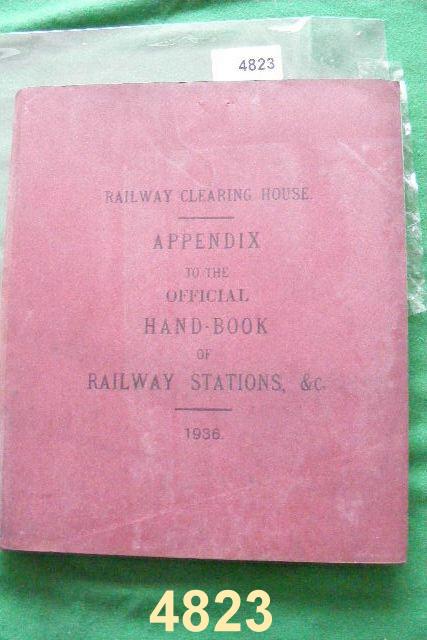 4823
RAILWAY CLEARING HOUSE.
APPENDIX
TO THE
OFFICIAL
HAND-BOOK
OF
RAILWAY STATIONS, &c.
1936.
4823